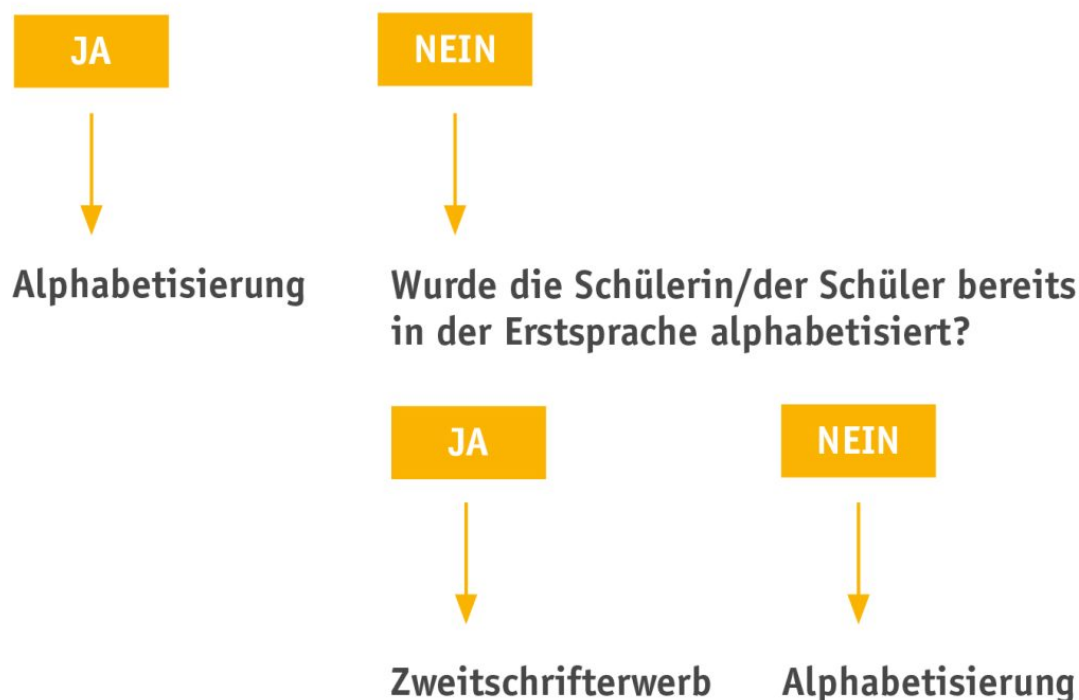 JA
NEIN
Alphabetisierung
Wurde die Schülerin/der Schüler bereits
in der Erstsprache alphabetisiert?
JA
NEIN
Zweitschrifterwerb
Alphabetisierung